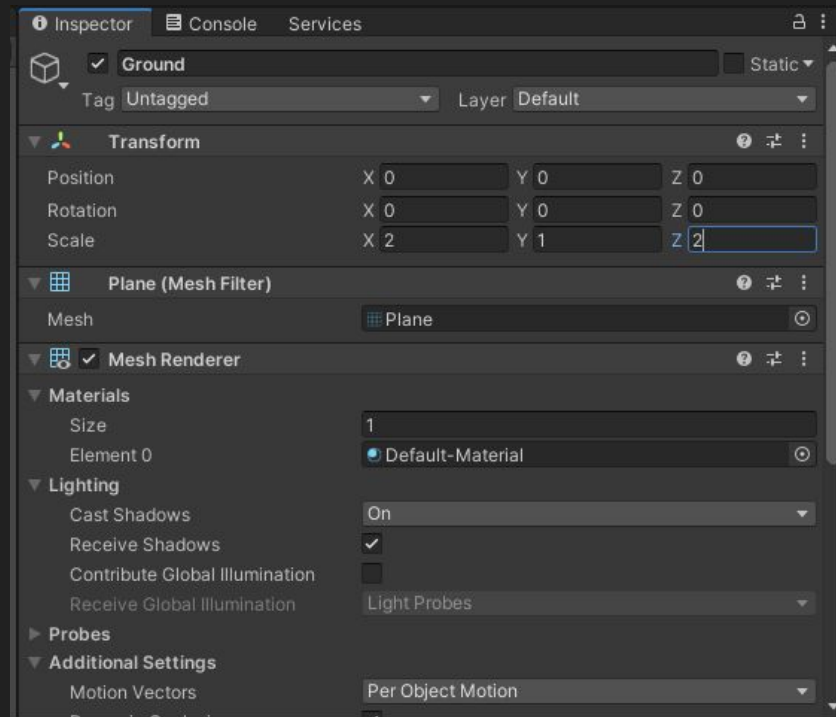 Inspector Console Services
Ground Static
Tag Untagged Layer Default
Transform
Position X 0 Y 0 Z 0
Rotation X 0 Y 0 Z 0
Scale X 2 Y 1 Z 2
Plane (Mesh Filter)
Mesh Plane
Mesh Renderer
Materials
Size 1
Element 0 Default-Material
Lighting
Cast Shadows On
Receive Shadows
Contribute Global Illumination
Receive Global Illumination Light Probes
Probes
Additional Settings
Motion Vectors Per Object Motion